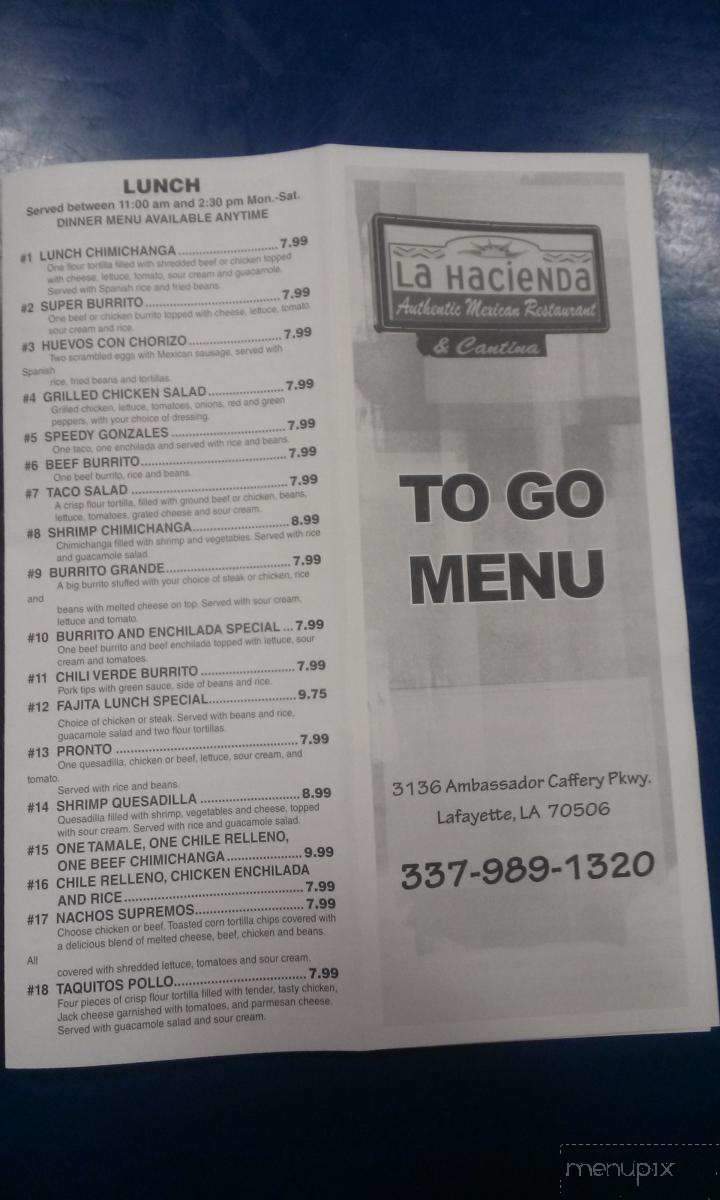 LUNCH
Served between 11:00 am and 2:30 pm Mon.-Sat.
DINNER MENU AVAILABLE ANYTIME
#1 LUNCH CHIMICHANGA ........................ 7.99
One flour tortilla filled with shredded beef or chicken topped
with cheese, lettuce, tomato, sour cream and guacamole.
Served with Spanish rice and fried beans.
#2 SUPER BURRITO ................................ 7.99
One beef or chicken burrito topped with cheese, lettuce, tomato
sour cream and rice.
#3 HUEVOS CON CHORIZO ...................... 7.99
Two scrambled eggs with Mexican sausage, served with
Spanish
rice, fried beans and tortillas.
#4 GRILLED CHICKEN SALAD .................. 7.99
Grilled chicken, lettuce, tomatoes, onions, red and green
peppers, with your choice of dressing.
#5 SPEEDY GONZALES ........................... 7.99
One taco, one enchilada and served with rice and beans.
#6 BEEF BURRITO ................................. 7.99
One beef burrito, rice and beans.
#7 TACO SALAD .................................... 7.99
A crisp flour tortilla, filled with ground beef or chicken, beans,
lettuce, tomatoes, grated cheese and sour cream.
#8 SHRIMP CHIMICHANGA ...................... 8.99
Chimichanga filled with shrimp and vegetables. Served with rice
and guacamole salad.
#9 BURRITO GRANDE ............................. 7.99
A big burrito stuffed with your choice of steak or chicken, rice
and
beans with melted cheese on top. Served with sour cream,
lettuce and tomato.
#10 BURRITO AND ENCHILADA SPECIAL ... 7.99
One beef burrito and beef enchilada topped with lettuce, sour
cream and tomatoes.
#11 CHILI VERDE BURRITO ...................... 7.99
Pork tips with green sauce, side of beans and rice.
#12 FAJITA LUNCH SPECIAL .................... 9.75
Choice of chicken or steak. Served with beans and rice,
guacamole salad and two flour tortillas.
#13 PRONTO ......................................... 7.99
One quesadilla, chicken or beef, lettuce, sour cream, and
tomato.
Served with rice and beans.
#14 SHRIMP QUESADILLA ....................... 8.99
Quesadilla filled with shrimp, vegetables and cheese, topped
with sour cream. Served with rice and guacamole salad.
#15 ONE TAMALE, ONE CHILE RELLENO,
ONE BEEF CHIMICHANGA .................. 9.99
#16 CHILE RELLENO, CHICKEN ENCHILADA
AND RICE ........................................ 7.99
#17 NACHOS SUPREMOS ......................... 7.99
Choose chicken or beef. Toasted corn tortilla chips covered with
a delicious blend of melted cheese, beef, chicken and beans.
All
covered with shredded lettuce, tomatoes and sour cream.
#18 TAQUITOS POLLO ............................. 7.99
Four pieces of crisp flour tortilla filled with tender, tasty chicken,
Jack cheese garnished with tomatoes, and parmesan cheese.
Served with guacamole salad and sour cream.
La Hacienda
Authentic Mexican Restaurant
& Cantina
TO GO
MENU
3136 Ambassador Caffery Pkwy.
Lafayette, LA 70506
337-989-1320
menupix